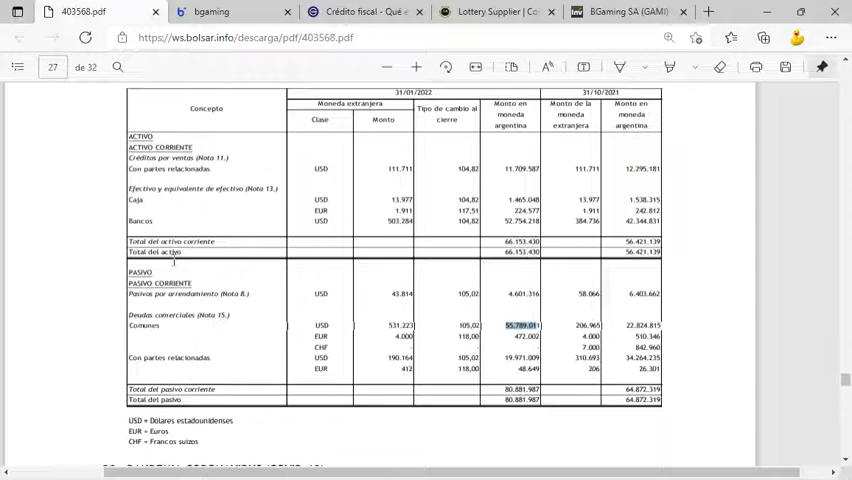 403568.pdf bgaming Crédito fiscal - Qué e Lottery Supplier | Co BGaming SA (GAMI)
https://ws.bolsar.info/descarga/pdf/403568.pdf
27 de 32
31/01/2022 31/10/2021
Concepto Moneda extranjera Tipo de cambio al cierre Monto en moneda argentina Monto de la moneda extranjera Monto en moneda argentina
Clase Monto
ACTIVO
ACTIVO CORRIENTE
Créditos por ventas (Nota 11.)
Con partes relacionadas USD 111.711 104,82 11.709.587 111.711 12.295.181
Efectivo y equivalente de efectivo (Nota 13.)
Caja USD 13.977 104,82 1.465.048 13.977 1.538.315
EUR 1.911 117,51 224.577 1.911 242.812
Bancos USD 503.284 104,82 52.754.218 384.736 42.344.831
Total del activo corriente 66.153.430 56.421.139
Total del activo 66.153.430 56.421.139
PASIVO
PASIVO CORRIENTE
Pasivos por arrendamiento (Nota 8.) USD 43.814 105,02 4.601.316 58.066 6.403.662
Deudas comerciales (Nota 15.)
Comunes USD 531.223 105,02 55.789.011 206.965 22.824.815
EUR 4.000 118,00 472.002 4.000 510.346
CHF - - 7.000 842.960
Con partes relacionadas USD 190.164 105,02 19.971.009 310.693 34.264.235
EUR 412 118,00 48.649 206 26.301
Total del pasivo corriente 80.881.987 64.872.319
Total del pasivo 80.881.987 64.872.319
USD = Dólares estadounidenses
EUR = Euros
CHF = Francos suizos